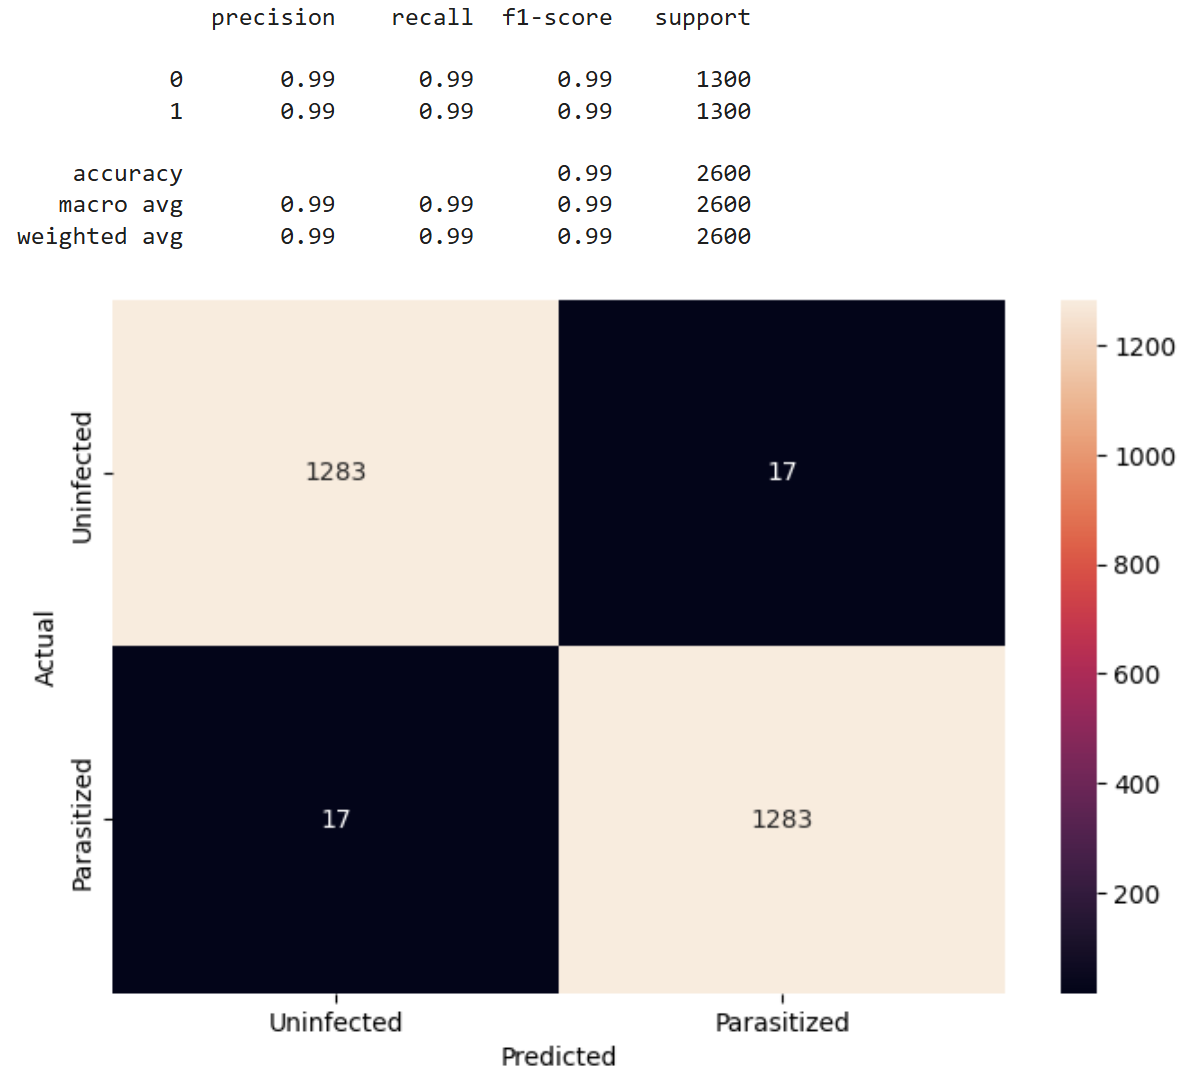 precision recall f1-score support
0 0.99 0.99 0.99 1300
1 0.99 0.99 0.99 1300
accuracy 0.99 2600
macro avg 0.99 0.99 0.99 2600
weighted avg 0.99 0.99 0.99 2600
1283 17
17 1283
Uninfected
Parasitized
Actual
Uninfected Parasitized
Predicted
1200
1000
800
600
400
200